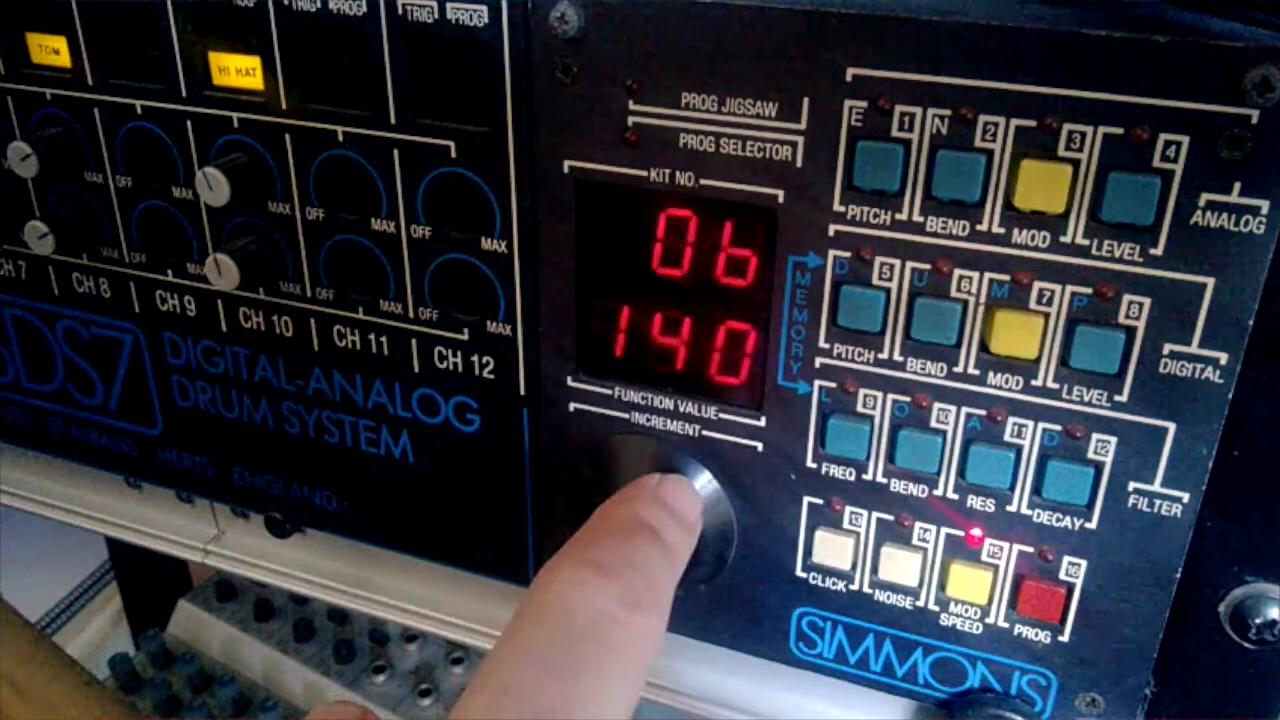 TRIG PROG
TRIG PROG
TOM
HI HAT
OFF MAX
MAX
MAX
OFF MAX
OFF MAX
MAX
OFF MAX
MAX
OFF MAX
OFF MAX
CH 7 CH 8 CH 9 CH 10 CH 11 CH 12
SDS7
DIGITAL-ANALOG
DRUM SYSTEM
ST ALBANS HERTS ENGLAND
PROG JIGSAW
PROG SELECTOR
KIT NO.
06
140
FUNCTION VALUE
INCREMENT
MEMORY
E 1 N 2 3 4
PITCH BEND MOD LEVEL
ANALOG
D 5 U 6 M 7 P 8
PITCH BEND MOD LEVEL
DIGITAL
L 9 O 10 A 11 D 12
FREQ BEND RES DECAY
FILTER
13 14 15 16
CLICK NOISE MOD SPEED PROG
SIMMONS